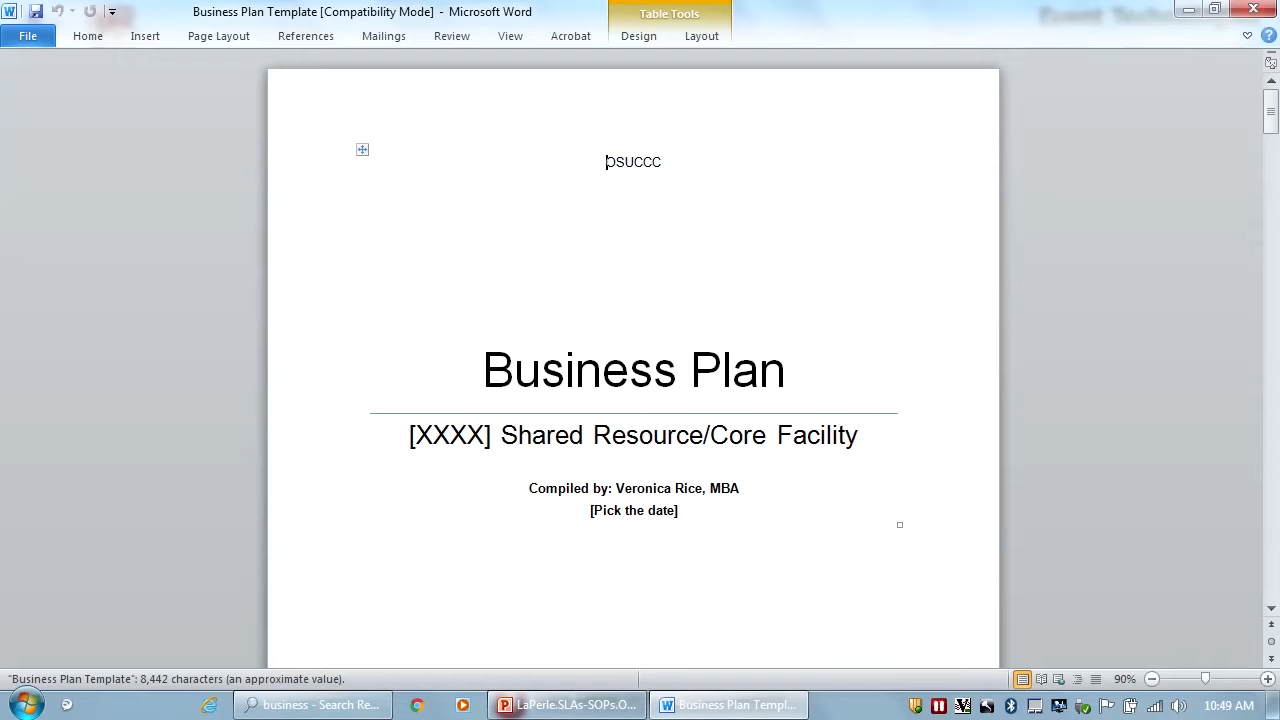 Business Plan Template [Compatibility Mode] - Microsoft Word
Table Tools
File Home Insert Page Layout References Mailings Review View Acrobat Design Layout
OSUCCC
Business Plan
[XXXX] Shared Resource/Core Facility
Compiled by: Veronica Rice, MBA
[Pick the date]
"Business Plan Template": 8,442 characters (an approximate value).
90%
business - Search Re...
LaPerle.SLAs-SOPs.O...
Business Plan Templ...
10:49 AM